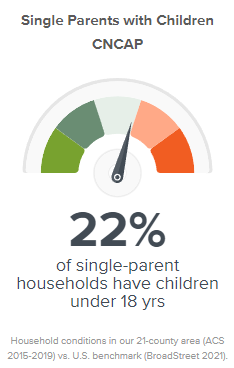 Single Parents with Children
CNCAP
22%
of single-parent
households have children
under 18 yrs
Household conditions in our 21-county area (ACS
2015-2019) vs. U.S. benchmark (BroadStreet 2021).